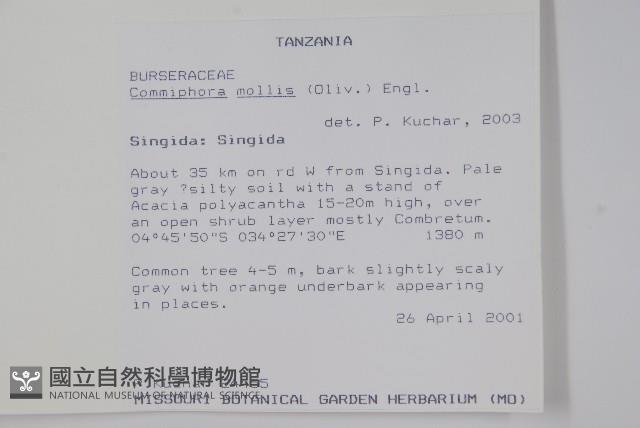 TANZANIA
BURSERACEAE
Commiphora mollis (Oliv.) Engl.
det. P. Kuchar, 2003
Singida: Singida
About 35 km on rd W from Singida. Pale
gray ?silty soil with a stand of
Acacia polyacantha 15-20m high, over
an open shrub layer mostly Combretum.
04°45'50"S 034°27'30"E 1380 m
Common tree 4-5 m, bark slightly scaly
gray with orange underbark appearing
in places.
26 April 2001
國立自然科學博物館
NATIONAL MUSEUM OF NATURAL SCIENCE
MISSOURI BOTANICAL GARDEN HERBARIUM (MO)